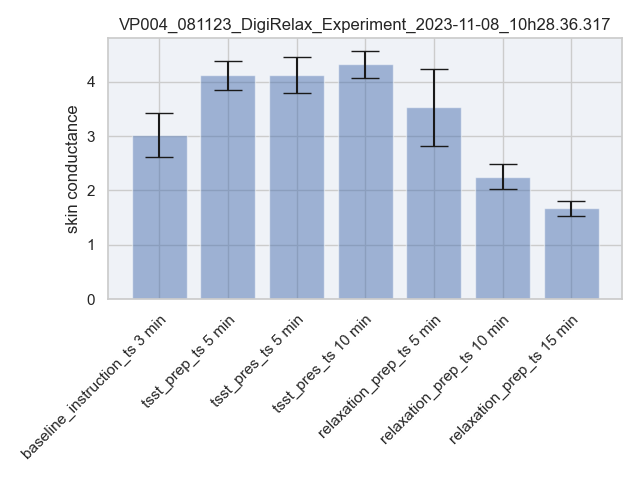 VP004_081123_DigiRelax_Experiment_2023-11-08_10h28.36.317
skin conductance
4
3
2
1
0
baseline_instruction_ts 3 min
tsst_prep_ts 5 min
tsst_pres_ts 5 min
tsst_pres_ts 10 min
relaxation_prep_ts 5 min
relaxation_prep_ts 10 min
relaxation_prep_ts 15 min